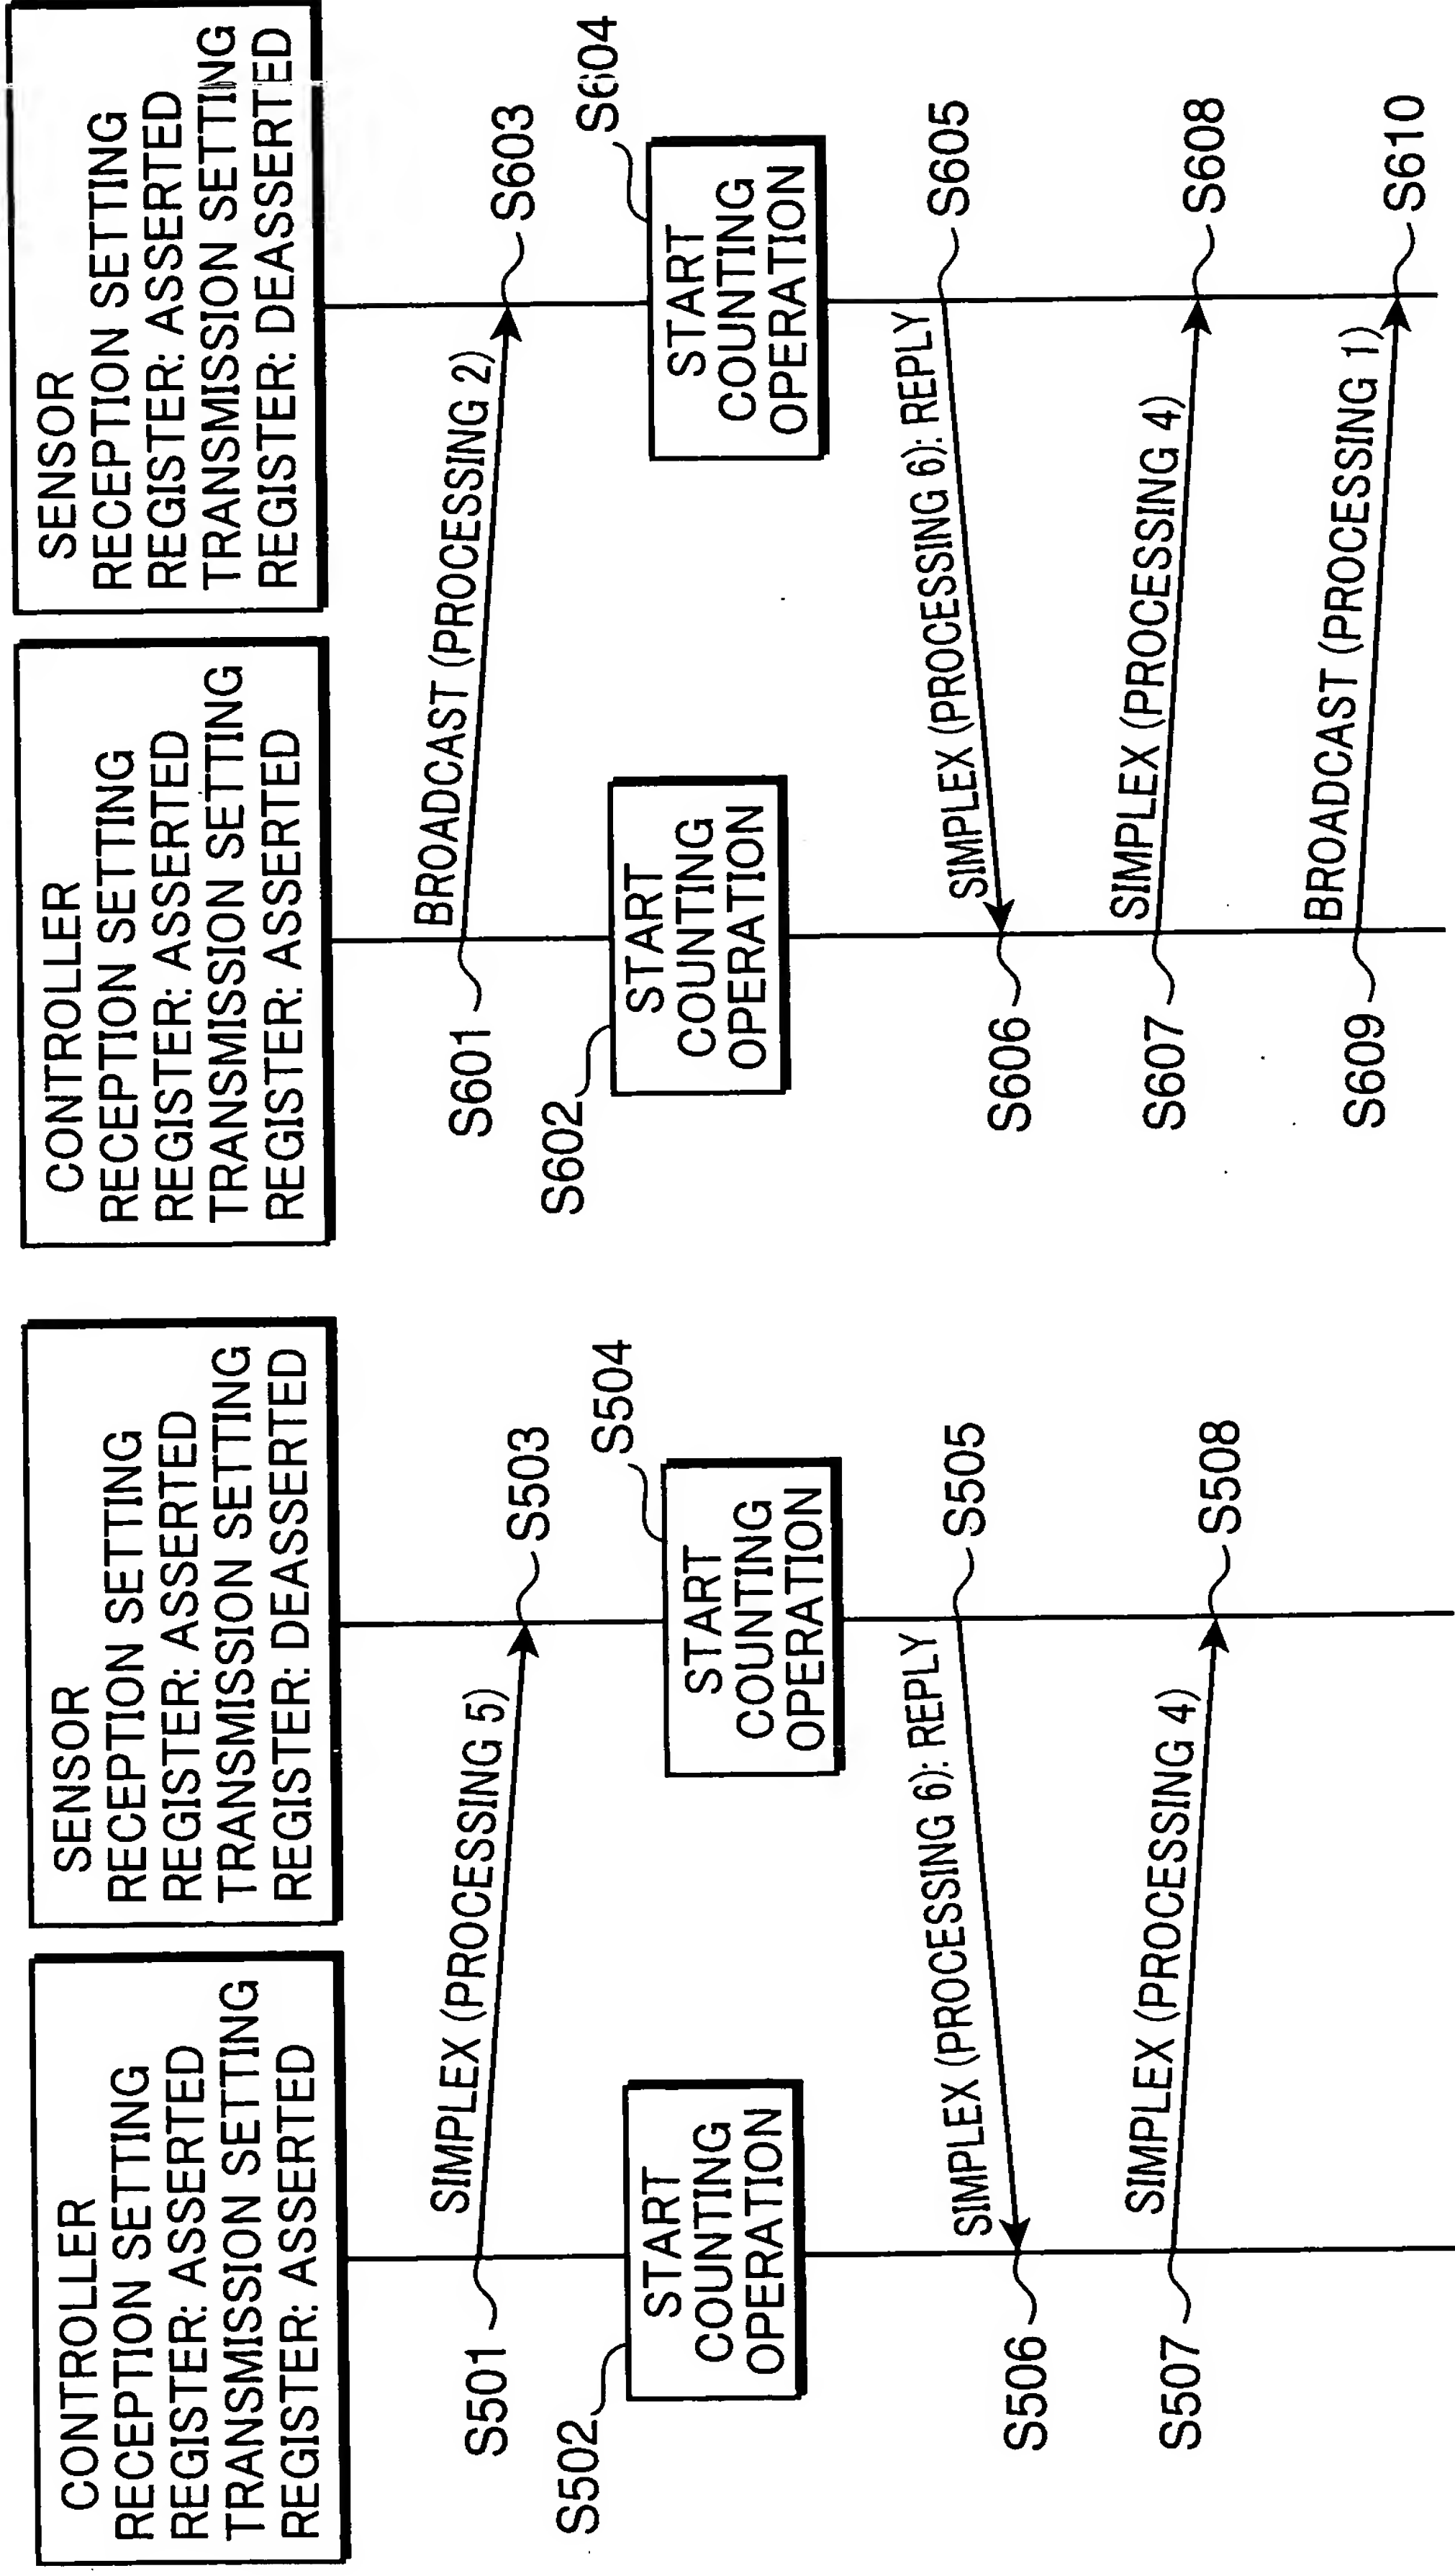 CONTROLLER
RECEPTION SETTING
REGISTER: ASSERTED
TRANSMISSION SETTING
REGISTER: ASSERTED
SENSOR
RECEPTION SETTING
REGISTER: ASSERTED
TRANSMISSION SETTING
REGISTER: DEASSERTED
S501
SIMPLEX (PROCESSING 5)
S503
S502
START
COUNTING
OPERATION
S504
START
COUNTING
OPERATION
S506
SIMPLEX (PROCESSING 6): REPLY
S505
S507
SIMPLEX (PROCESSING 4)
S508
CONTROLLER
RECEPTION SETTING
REGISTER: ASSERTED
TRANSMISSION SETTING
REGISTER: ASSERTED
SENSOR
RECEPTION SETTING
REGISTER: ASSERTED
TRANSMISSION SETTING
REGISTER: DEASSERTED
S601
BROADCAST (PROCESSING 2)
S603
S602
START
COUNTING
OPERATION
S604
START
COUNTING
OPERATION
S606
SIMPLEX (PROCESSING 6): REPLY
S605
S607
SIMPLEX (PROCESSING 4)
S608
S609
BROADCAST (PROCESSING 1)
S610